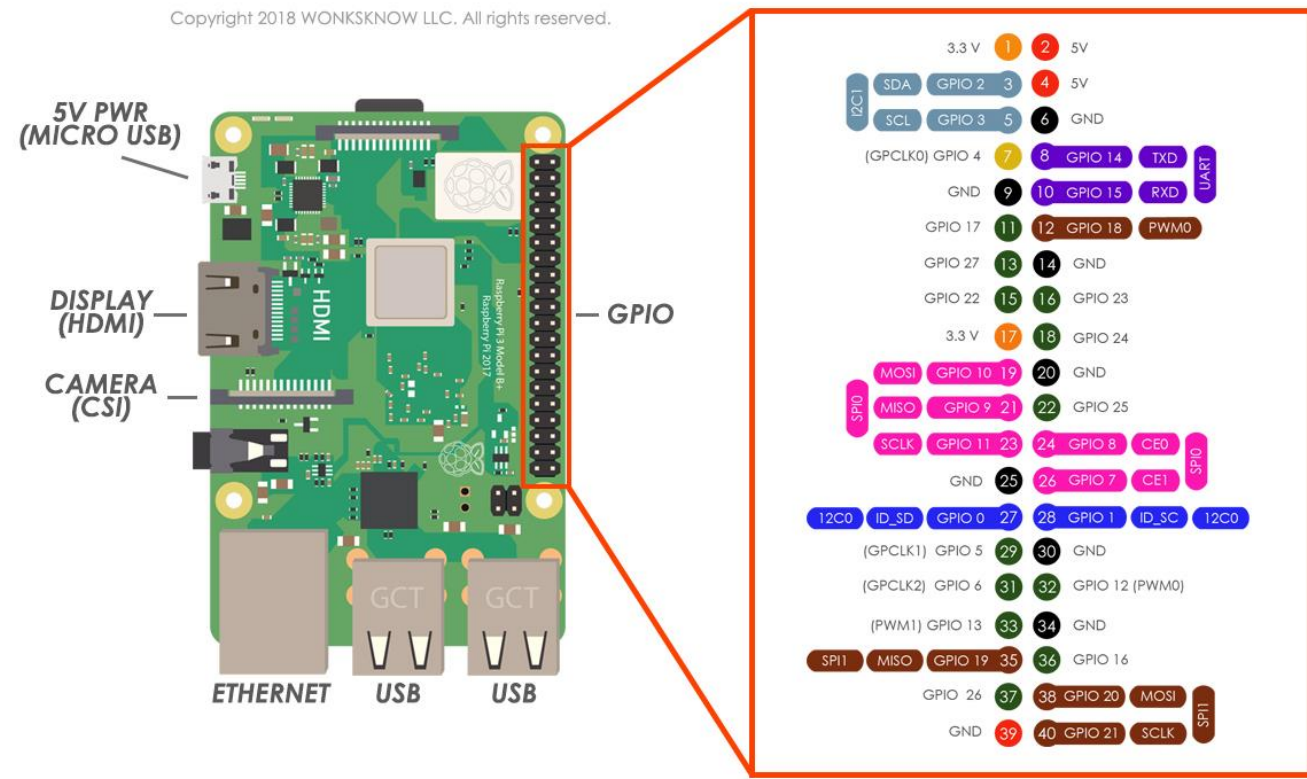 Copyright 2018 WONKSKNOW LLC. All rights reserved.
5V PWR
(MICRO USB)
DISPLAY
(HDMI)
CAMERA
(CSI)
HDMI
Raspberry Pi 3 Model B+
Raspberry Pi 2017
GPIO
GCT
GCT
ETHERNET
USB
USB
3.3 V 1 2 5V
I2C1 SDA GPIO 2 3 4 5V
SCL GPIO 3 5 6 GND
(GPCLK0) GPIO 4 7 8 GPIO 14 TXD UART
GND 9 10 GPIO 15 RXD
GPIO 17 11 12 GPIO 18 PWM0
GPIO 27 13 14 GND
GPIO 22 15 16 GPIO 23
3.3 V 17 18 GPIO 24
MOSI GPIO 10 19 20 GND
SPI0 MISO GPIO 9 21 22 GPIO 25
SCLK GPIO 11 23 24 GPIO 8 CE0 SPI0
GND 25 26 GPIO 7 CE1
12C0 ID_SD GPIO 0 27 28 GPIO 1 ID_SC 12C0
(GPCLK1) GPIO 5 29 30 GND
(GPCLK2) GPIO 6 31 32 GPIO 12 (PWM0)
(PWM1) GPIO 13 33 34 GND
SPI1 MISO GPIO 19 35 36 GPIO 16
GPIO 26 37 38 GPIO 20 MOSI SPI1
GND 39 40 GPIO 21 SCLK